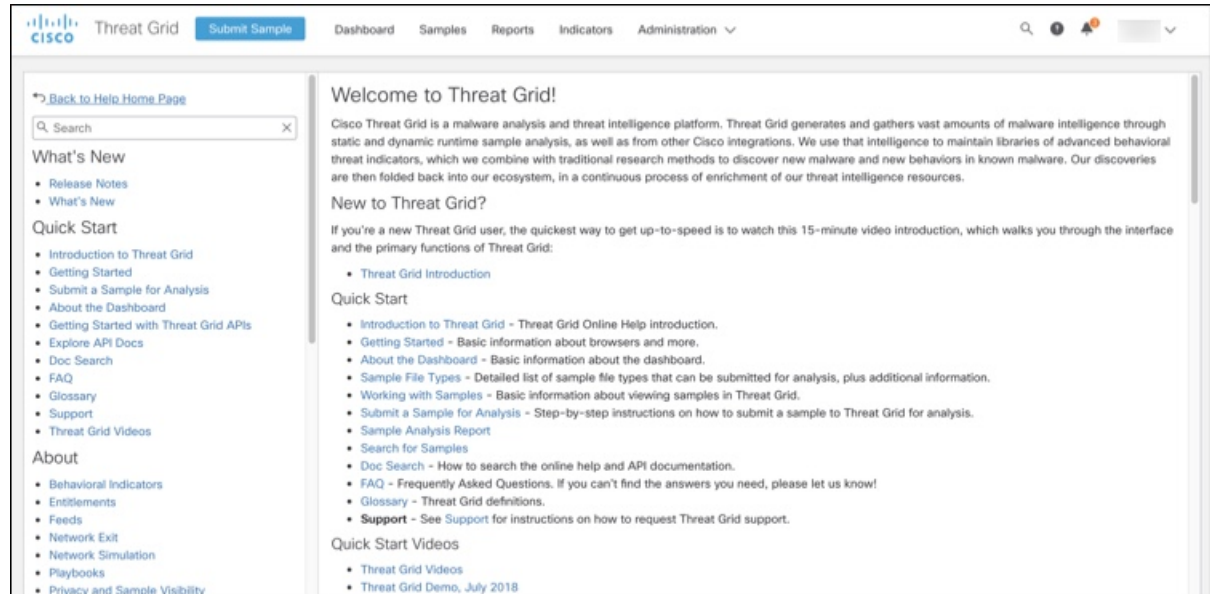 CISCO
Threat Grid
Submit Sample
Dashboard
Samples
Reports
Indicators
Administration
Back to Help Home Page
Search
What's New
Release Notes
What's New
Quick Start
Introduction to Threat Grid
Getting Started
Submit a Sample for Analysis
About the Dashboard
Getting Started with Threat Grid APIs
Explore API Docs
Doc Search
FAQ
Glossary
Support
Threat Grid Videos
About
Behavioral Indicators
Entitlements
Feeds
Network Exit
Network Simulation
Playbooks
Privacy and Sample Visibility
Welcome to Threat Grid!
Cisco Threat Grid is a malware analysis and threat intelligence platform. Threat Grid generates and gathers vast amounts of malware intelligence through
static and dynamic runtime sample analysis, as well as from other Cisco integrations. We use that intelligence to maintain libraries of advanced behavioral
threat indicators, which we combine with traditional research methods to discover new malware and new behaviors in known malware. Our discoveries
are then folded back into our ecosystem, in a continuous process of enrichment of our threat intelligence resources.
New to Threat Grid?
If you're a new Threat Grid user, the quickest way to get up-to-speed is to watch this 15-minute video introduction, which walks you through the interface
and the primary functions of Threat Grid:
Threat Grid Introduction
Quick Start
Introduction to Threat Grid - Threat Grid Online Help introduction.
Getting Started - Basic information about browsers and more.
About the Dashboard - Basic information about the dashboard.
Sample File Types - Detailed list of sample file types that can be submitted for analysis, plus additional information.
Working with Samples - Basic information about viewing samples in Threat Grid.
Submit a Sample for Analysis - Step-by-step instructions on how to submit a sample to Threat Grid for analysis.
Sample Analysis Report
Search for Samples
Doc Search - How to search the online help and API documentation.
FAQ - Frequently Asked Questions. If you can't find the answers you need, please let us know!
Glossary - Threat Grid definitions.
Support - See Support for instructions on how to request Threat Grid support.
Quick Start Videos
Threat Grid Videos
Threat Grid Demo, July 2018